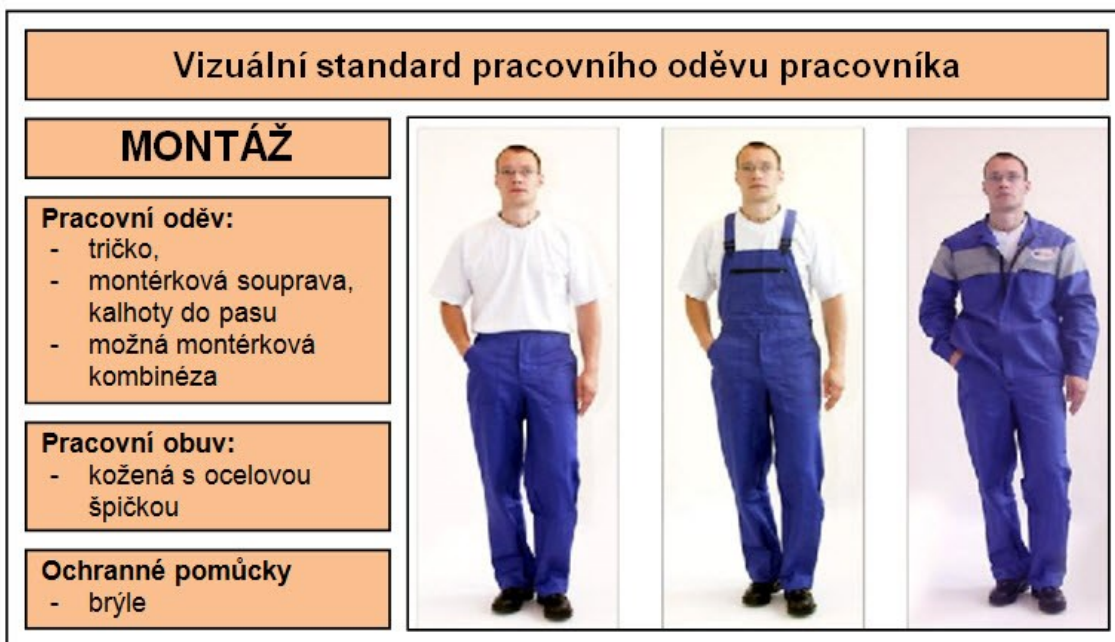 Vizuální standard pracovního oděvu pracovníka
MONTÁŽ
Pracovní oděv:
- tričko,
- montérková souprava,
kalhoty do pasu
- možná montérková
kombinéza
Pracovní obuv:
- kožená s ocelovou
špičkou
Ochranné pomůcky
- brýle